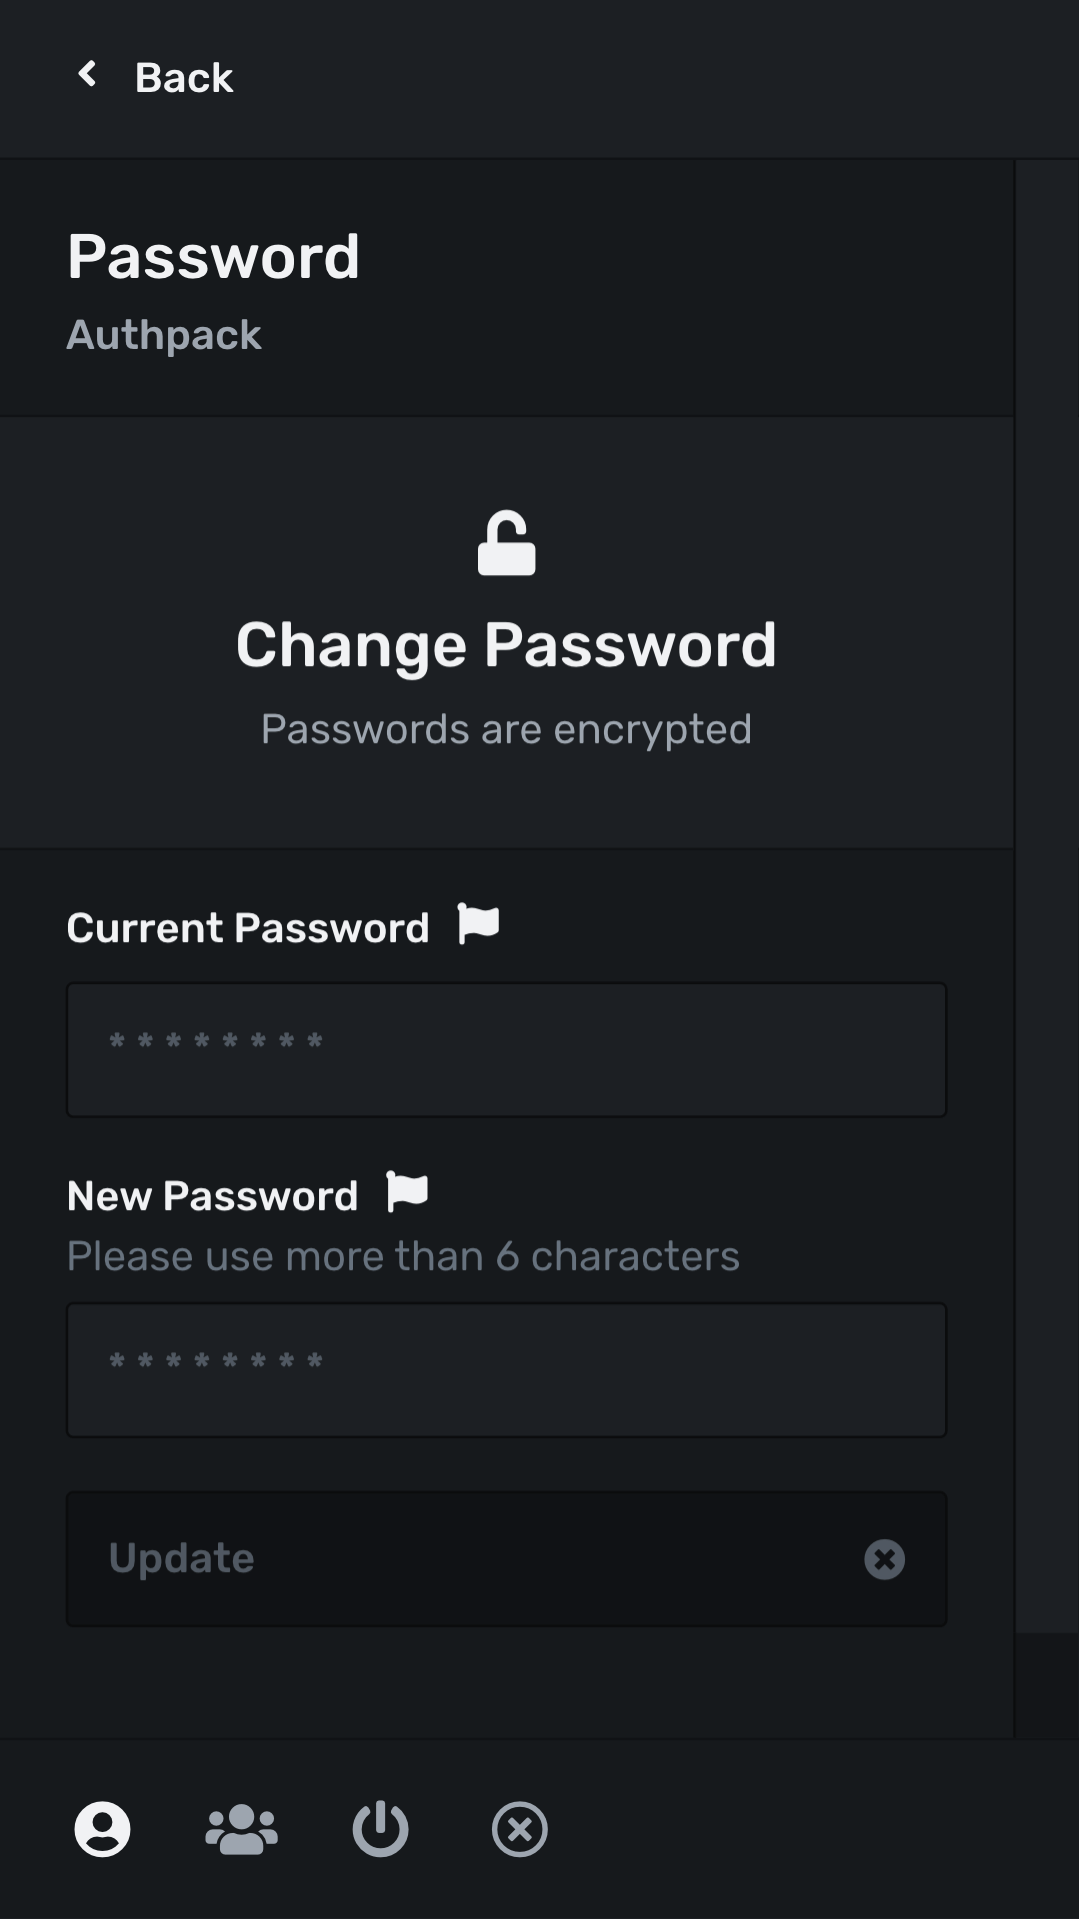 Back
Password
Authpack
Change Password
Passwords are encrypted
Current Password
* * * * * * * *
New Password
Please use more than 6 characters
* * * * * * * *
Update